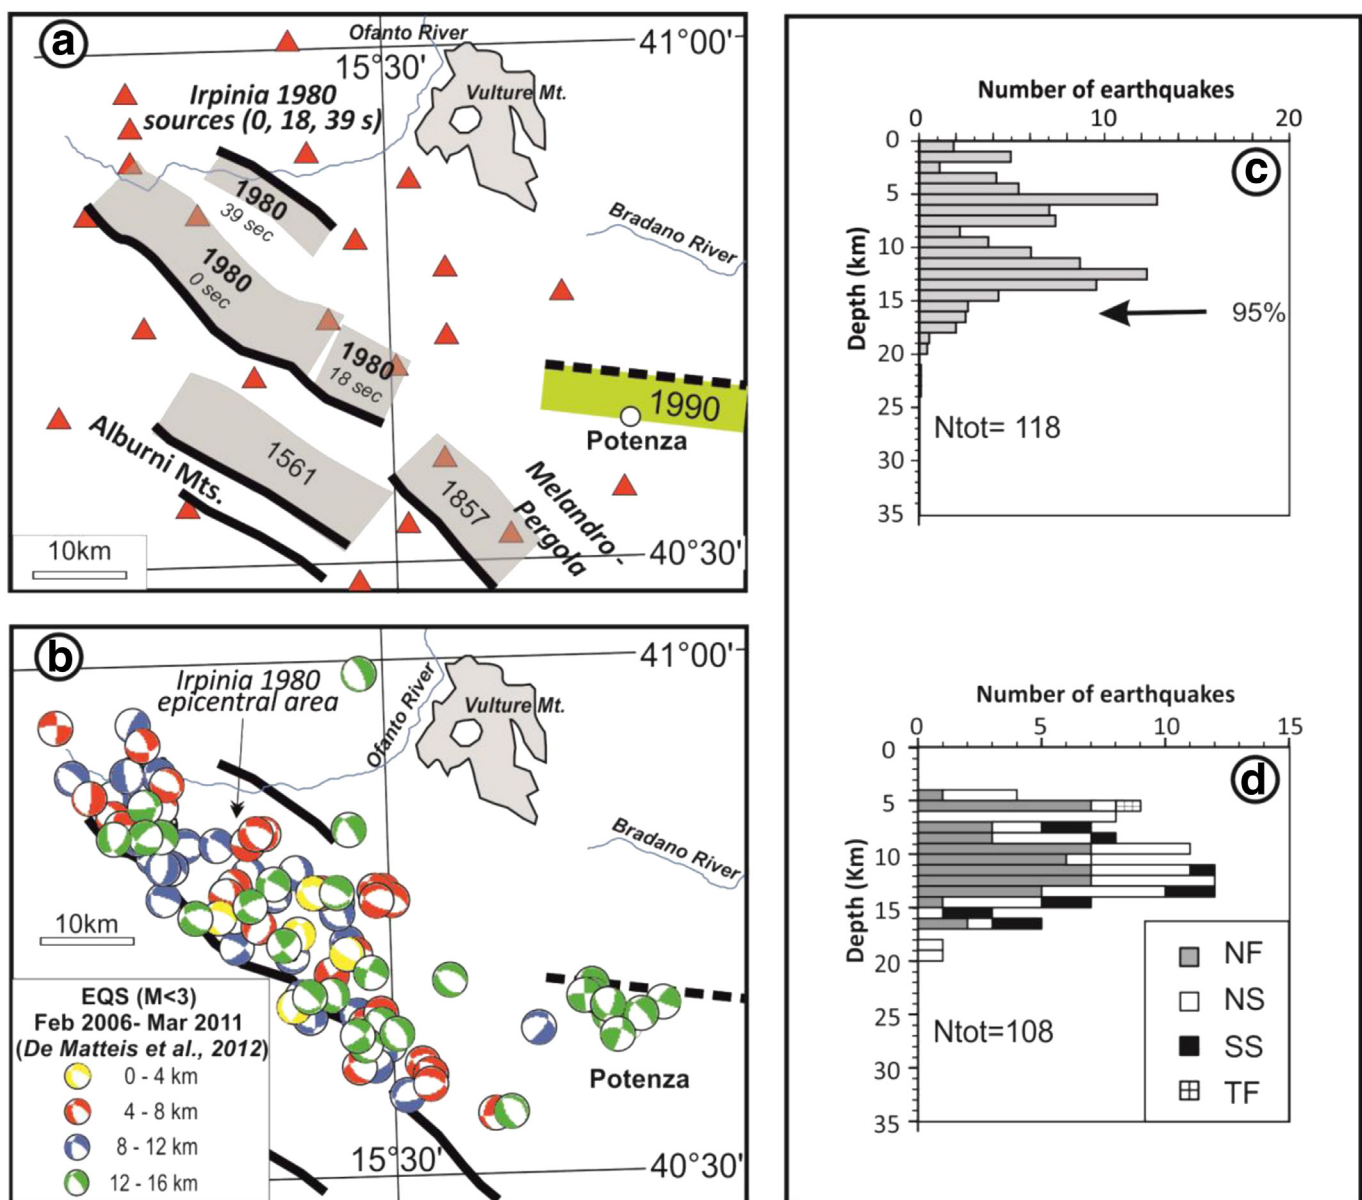 a
Ofanto River
41°00'
15°30'
Irpinia 1980
sources (0, 18, 39 s)
Vulture Mt.
1980
39 sec
Bradano River
1980
0 sec
1980
18 sec
1990
Potenza
Alburni Mts.
1561
1857
Melandro-
Pergola
10km
40°30'
b
Irpinia 1980
epicentral area
Ofanto River
41°00'
Vulture Mt.
Bradano River
10km
EQS (M<3)
Feb 2006- Mar 2011
(De Matteis et al., 2012)
0 - 4 km
4 - 8 km
8 - 12 km
12 - 16 km
Potenza
15°30'
40°30'
c
Number of earthquakes
0 10 20
Depth (km)
0
5
10
15
20
25
30
35
95%
Ntot= 118
d
Number of earthquakes
0 5 10 15
Depth (Km)
0
5
10
15
20
25
30
35
Ntot=108
NF
NS
SS
TF